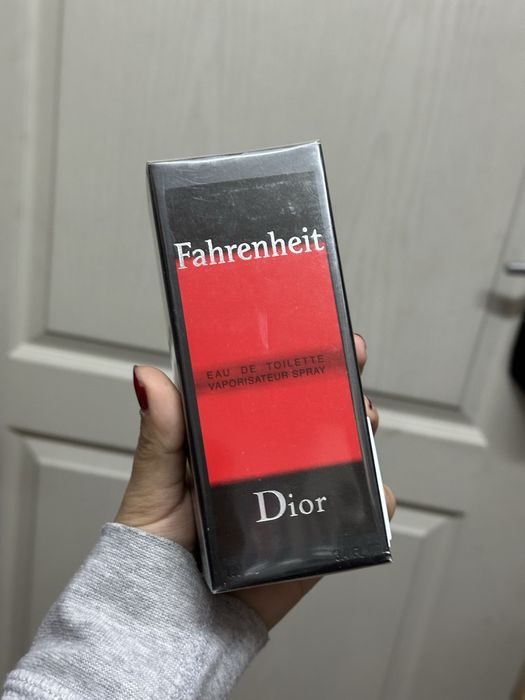 Fahrenheit
EAU DE TOILETTE
VAPORISATEUR SPRAY
Dior